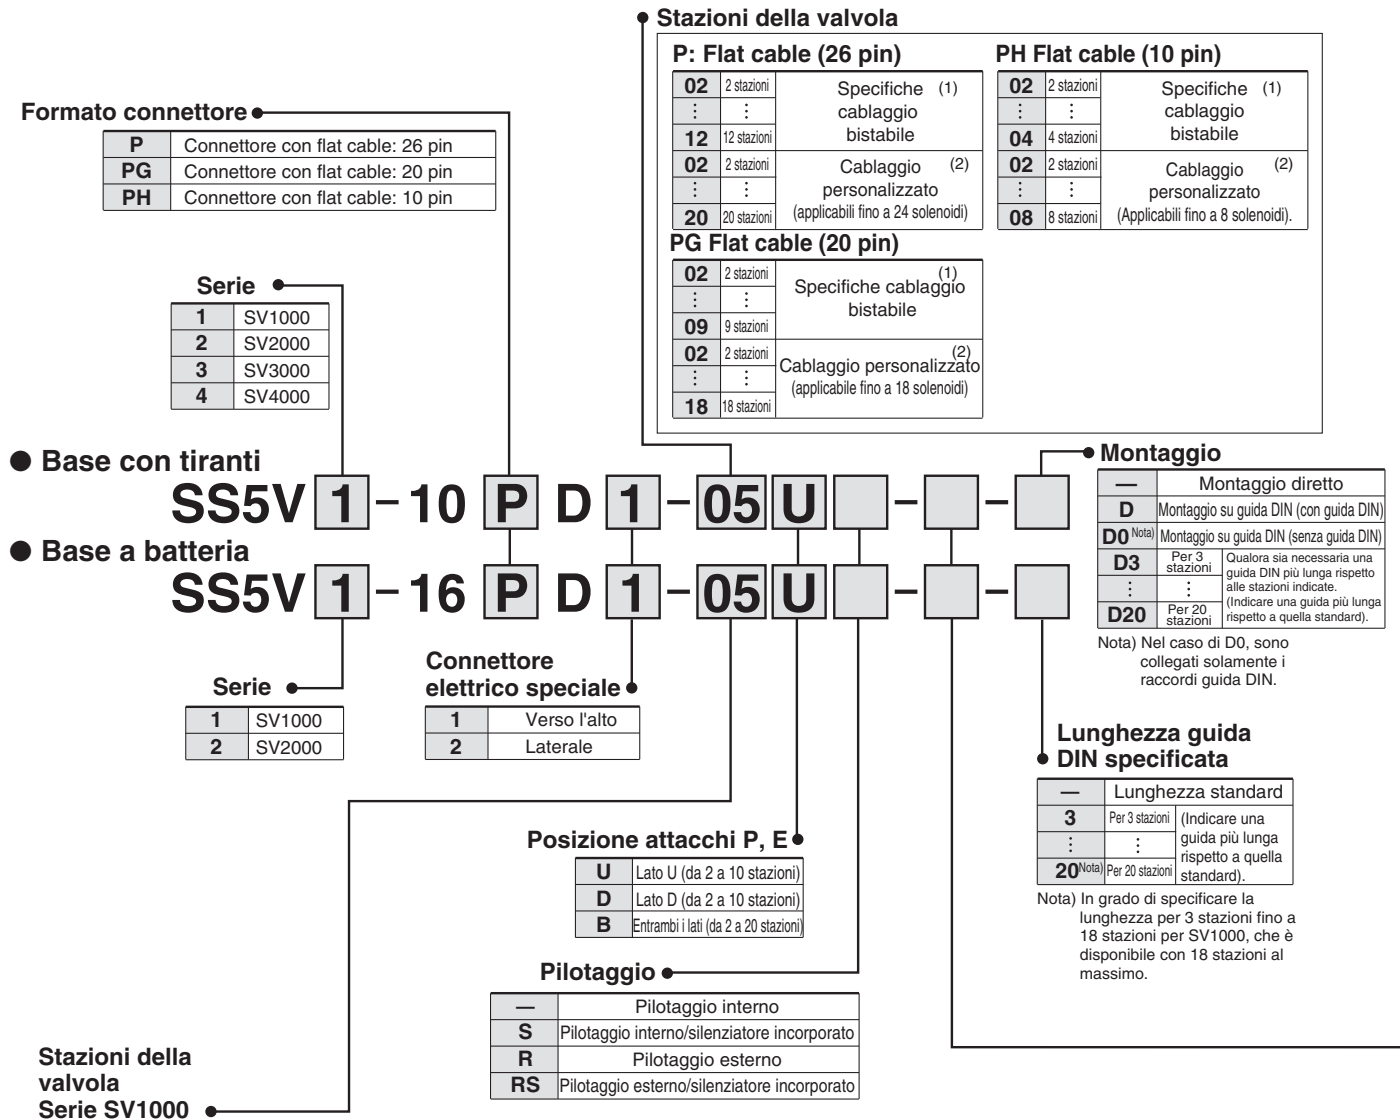 Stazioni della valvola
P: Flat cable (26 pin)
02 2 stazioni Specifiche (1)
⋮ ⋮ cablaggio
12 12 stazioni bistabile
02 2 stazioni Cablaggio (2)
⋮ ⋮ personalizzato
20 20 stazioni (applicabili fino a 24 solenoidi)
PH Flat cable (10 pin)
02 2 stazioni Specifiche (1)
⋮ ⋮ cablaggio
04 4 stazioni bistabile
02 2 stazioni Cablaggio (2)
⋮ ⋮ personalizzato
08 8 stazioni (Applicabili fino a 8 solenoidi).
PG Flat cable (20 pin)
02 2 stazioni (1)
⋮ ⋮ Specifiche cablaggio
09 9 stazioni bistabile
02 2 stazioni (2)
⋮ ⋮ Cablaggio personalizzato
18 18 stazioni (applicabile fino a 18 solenoidi)
Formato connettore
P Connettore con flat cable: 26 pin
PG Connettore con flat cable: 20 pin
PH Connettore con flat cable: 10 pin
Serie
1 SV1000
2 SV2000
3 SV3000
4 SV4000
● Base con tiranti
SS5V 1 - 10 P D 1 - 05 U - -
● Base a batteria
SS5V 1 - 16 P D 1 - 05 U - -
Montaggio
— Montaggio diretto
D Montaggio su guida DIN (con guida DIN)
D0 Nota) Montaggio su guida DIN (senza guida DIN)
D3 Per 3 stazioni
⋮ ⋮
D20 Per 20 stazioni
Qualora sia necessaria una
guida DIN più lunga rispetto
alle stazioni indicate.
(Indicare una guida più lunga
rispetto a quella standard).
Nota) Nel caso di D0, sono
collegati solamente i
raccordi guida DIN.
Serie
1 SV1000
2 SV2000
Connettore
elettrico speciale
1 Verso l'alto
2 Laterale
Lunghezza guida
DIN specificata
— Lunghezza standard
3 Per 3 stazioni
⋮ ⋮
20 Nota) Per 20 stazioni
(Indicare una
guida più lunga
rispetto a quella
standard).
Nota) In grado di specificare la
lunghezza per 3 stazioni fino a
18 stazioni per SV1000, che è
disponibile con 18 stazioni al
massimo.
Posizione attacchi P, E
U Lato U (da 2 a 10 stazioni)
D Lato D (da 2 a 10 stazioni)
B Entrambi i lati (da 2 a 20 stazioni)
Pilotaggio
— Pilotaggio interno
S Pilotaggio interno/silenziatore incorporato
R Pilotaggio esterno
RS Pilotaggio esterno/silenziatore incorporato
Stazioni della
valvola
Serie SV1000